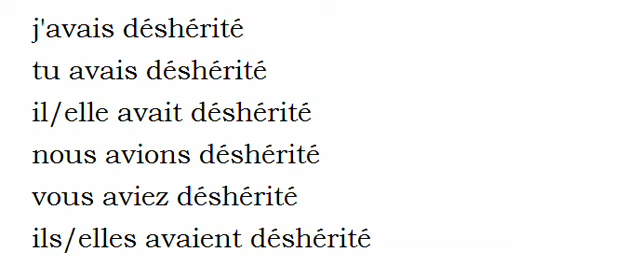 j'avais déshérité
tu avais déshérité
il/elle avait déshérité
nous avions déshérité
vous aviez déshérité
ils/elles avaient déshérité